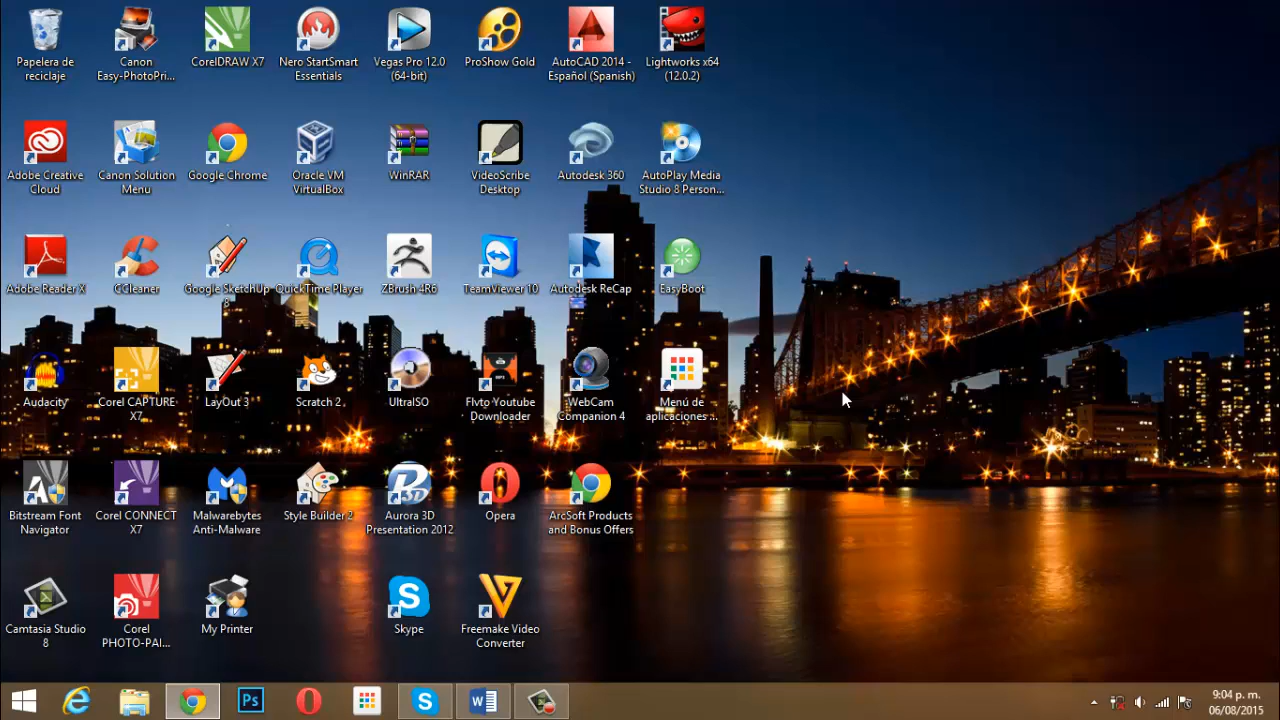 Papelera de
reciclaje
Canon
Easy-PhotoPri...
CorelDRAW X7
Nero StartSmart
Essentials
Vegas Pro 12.0
(64-bit)
ProShow Gold
AutoCAD 2014 -
Español (Spanish)
Lightworks x64
(12.0.2)
Adobe Creative
Cloud
Canon Solution
Menu
Google Chrome
Oracle VM
VirtualBox
WinRAR
VideoScribe
Desktop
Autodesk 360
AutoPlay Media
Studio 8 Person...
Adobe Reader X
CCleaner
Google SketchUp
8
QuickTime Player
ZBrush 4R6
TeamViewer 10
Autodesk ReCap
EasyBoot
Audacity
Corel CAPTURE
X7
LayOut 3
Scratch 2
UltraISO
Flvto Youtube
Downloader
WebCam
Companion 4
Menú de
aplicaciones ...
Bitstream Font
Navigator
Corel CONNECT
X7
Malwarebytes
Anti-Malware
Style Builder 2
Aurora 3D
Presentation 2012
Opera
ArcSoft Products
and Bonus Offers
Camtasia Studio
8
Corel
PHOTO-PAI...
My Printer
Skype
Freemake Video
Converter
Ps
9:04 p. m.
06/08/2015